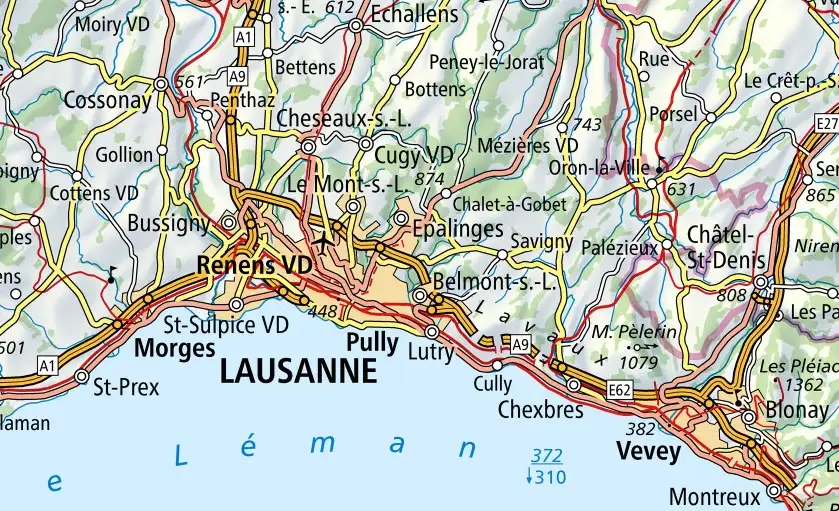 Moiry VD
S.- E. 612
Echallens
A1
Bettens
Peney-le-Jorat
Rue
Le Crêt-p.-S
Cossonay
561
A9
Penthaz
Bottens
Porsel
E27
Cheseaux-s.-L.
743
Gollion
Cugy VD
Mézières VD
Oron-la-Ville
Cottens VD
Le Mont-s.-L.
874
631
865
Chalet-à-Gobet
Bussigny
Epalinges
Savigny
Palézieux
Châtel-
St-Denis
Renens VD
Belmont-s.-L.
808
448
Lavaux
Les Pa
St-Sulpice VD
Morges
Pully
Lutry
A9
M. Pèlerin
1079
501
A1
LAUSANNE
Les Pléiad
1362
St-Prex
Cully
E62
Chexbres
Blonay
382
Vevey
e Léman
372
310
Montreux